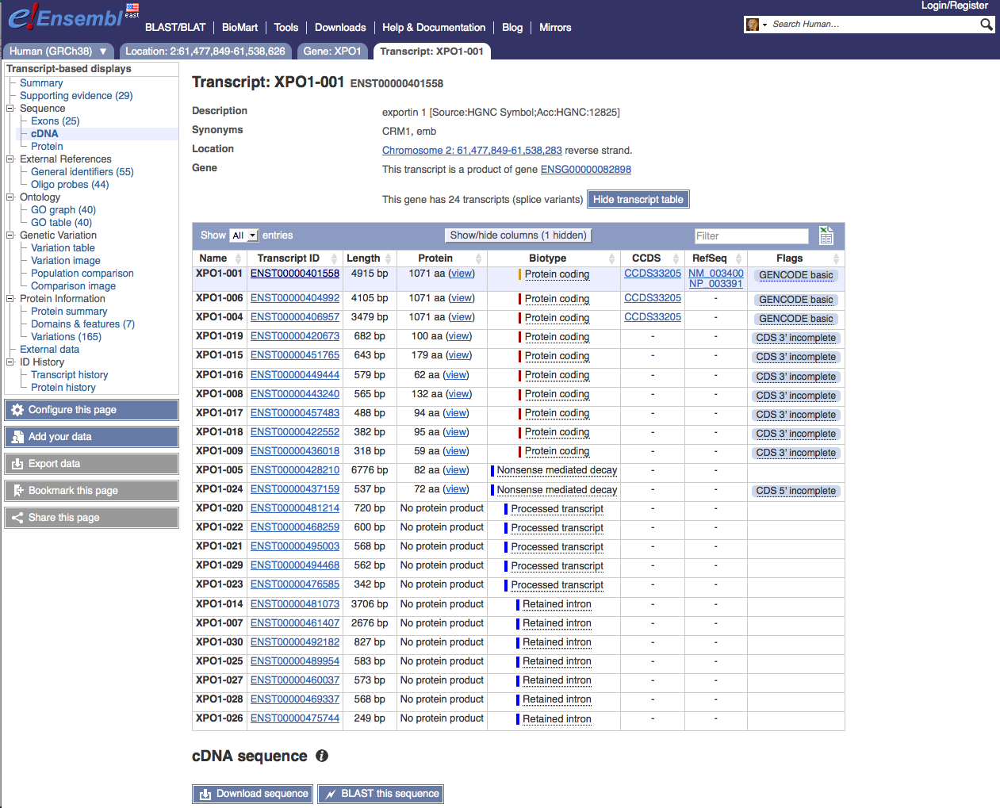 Login/Register
e!Ensembl east
BLAST/BLAT | BioMart | Tools | Downloads | Help & Documentation | Blog | Mirrors
Search Human...
Human (GRCh38) ▼ Location: 2:61,477,849-61,538,626 Gene: XPO1 Transcript: XPO1-001
Transcript-based displays
Summary
Supporting evidence (29)
Sequence
Exons (25)
cDNA
Protein
External References
General identifiers (55)
Oligo probes (44)
Ontology
GO graph (40)
GO table (40)
Genetic Variation
Variation table
Variation image
Population comparison
Comparison image
Protein Information
Protein summary
Domains & features (7)
Variations (165)
External data
ID History
Transcript history
Protein history
Configure this page
Add your data
Export data
Bookmark this page
Share this page
Transcript: XPO1-001 ENST00000401558
Description exportin 1 [Source:HGNC Symbol;Acc:HGNC:12825]
Synonyms CRM1, emb
Location Chromosome 2: 61,477,849-61,538,283 reverse strand.
Gene This transcript is a product of gene ENSG00000082898
This gene has 24 transcripts (splice variants) Hide transcript table
Show All entries Show/hide columns (1 hidden) Filter
Name Transcript ID Length Protein Biotype CCDS RefSeq Flags
XPO1-001 ENST00000401558 4915 bp 1071 aa (view) Protein coding CCDS33205 NM_003400 GENCODE basic
NP_003391
XPO1-006 ENST00000404992 4105 bp 1071 aa (view) Protein coding CCDS33205 - GENCODE basic
XPO1-004 ENST00000406957 3479 bp 1071 aa (view) Protein coding CCDS33205 - GENCODE basic
XPO1-019 ENST00000420673 682 bp 100 aa (view) Protein coding - - CDS 3' incomplete
XPO1-015 ENST00000451765 643 bp 179 aa (view) Protein coding - - CDS 3' incomplete
XPO1-016 ENST00000449444 579 bp 62 aa (view) Protein coding - - CDS 3' incomplete
XPO1-008 ENST00000443240 565 bp 132 aa (view) Protein coding - - CDS 3' incomplete
XPO1-017 ENST00000457483 488 bp 94 aa (view) Protein coding - - CDS 3' incomplete
XPO1-018 ENST00000422552 382 bp 95 aa (view) Protein coding - - CDS 3' incomplete
XPO1-009 ENST00000436018 318 bp 59 aa (view) Protein coding - - CDS 3' incomplete
XPO1-005 ENST00000428210 6776 bp 82 aa (view) Nonsense mediated decay - -
XPO1-024 ENST00000437159 537 bp 72 aa (view) Nonsense mediated decay - - CDS 5' incomplete
XPO1-020 ENST00000481214 720 bp No protein product Processed transcript - -
XPO1-022 ENST00000468259 600 bp No protein product Processed transcript - -
XPO1-021 ENST00000495003 568 bp No protein product Processed transcript - -
XPO1-029 ENST00000494468 562 bp No protein product Processed transcript - -
XPO1-023 ENST00000476585 342 bp No protein product Processed transcript - -
XPO1-014 ENST00000481073 3706 bp No protein product Retained intron - -
XPO1-007 ENST00000461407 2676 bp No protein product Retained intron - -
XPO1-030 ENST00000492182 827 bp No protein product Retained intron - -
XPO1-025 ENST00000489954 583 bp No protein product Retained intron - -
XPO1-027 ENST00000460037 573 bp No protein product Retained intron - -
XPO1-028 ENST00000469337 568 bp No protein product Retained intron - -
XPO1-026 ENST00000475744 249 bp No protein product Retained intron - -
cDNA sequence i
Download sequence BLAST this sequence